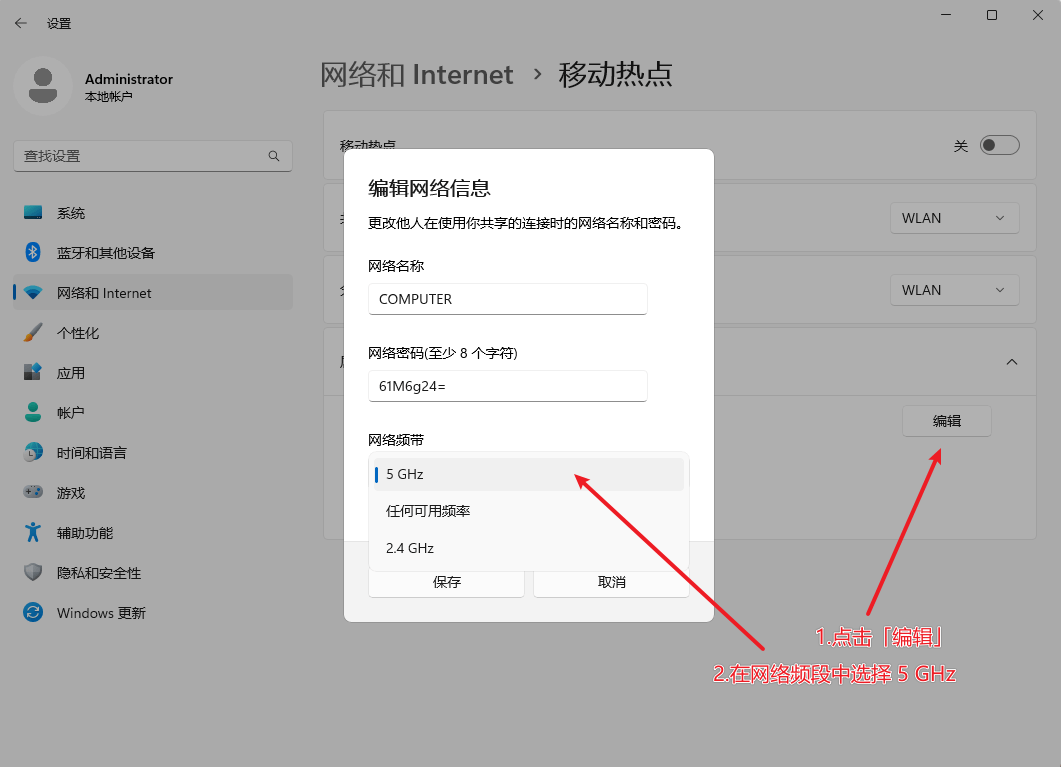 设置
Administrator
本地帐户
查找设置
系统
蓝牙和其他设备
网络和 Internet
个性化
应用
帐户
时间和语言
游戏
辅助功能
隐私和安全性
Windows 更新
网络和 Internet › 移动热点
移动热点
关
WLAN
WLAN
编辑
编辑网络信息
更改他人在使用你共享的连接时的网络名称和密码。
网络名称
COMPUTER
网络密码(至少 8 个字符)
61M6g24=
网络频带
5 GHz
任何可用频率
2.4 GHz
保存
取消
1.点击「编辑」
2.在网络频段中选择 5 GHz